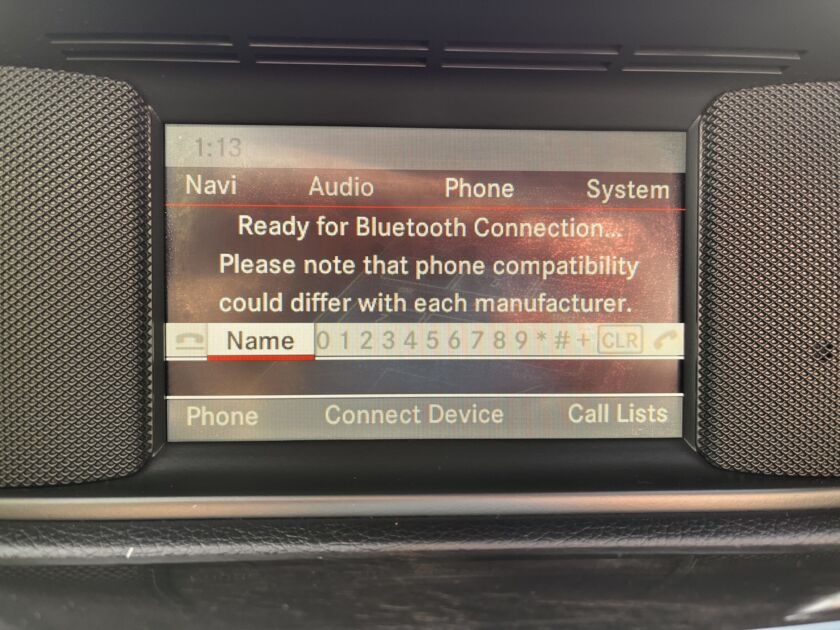 1:13
Navi Audio Phone System
Ready for Bluetooth Connection...
Please note that phone compatibility
could differ with each manufacturer.
Name 0 1 2 3 4 5 6 7 8 9 * # + CLR
Phone Connect Device Call Lists